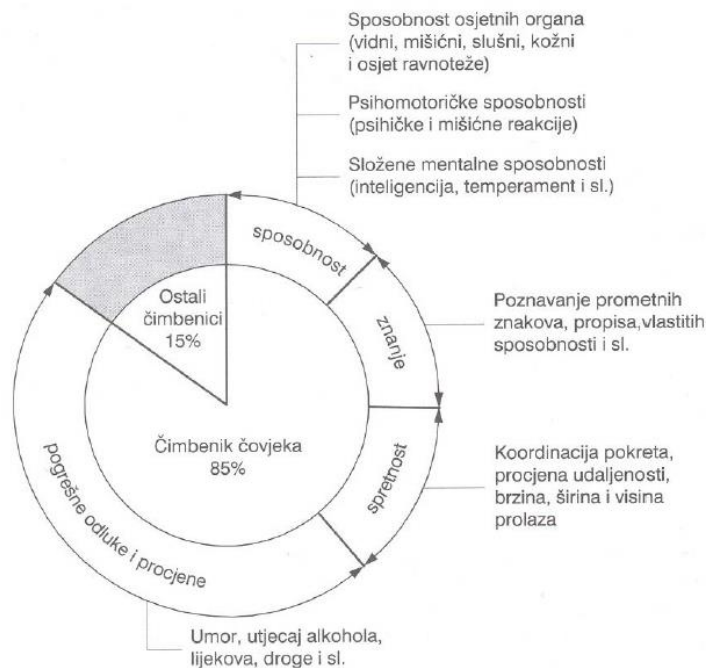 Sposobnost osjetnih organa
(vidni, mišićni, slušni, kožni
i osjet ravnoteže)
Psihomotoričke sposobnosti
(psihičke i mišićne reakcije)
Složene mentalne sposobnosti
(inteligencija, temperament i sl.)
sposobnost
Ostali
čimbenici
15%
znanje
Poznavanje prometnih
znakova, propisa,vlastitih
sposobnosti i sl.
Čimbenik čovjeka
85%
spretnost
Koordinacija pokreta,
procjena udaljenosti,
brzina, širina i visina
prolaza
pogrešne odluke i procjene
Umor, utjecaj alkohola,
lijekova, droge i sl.